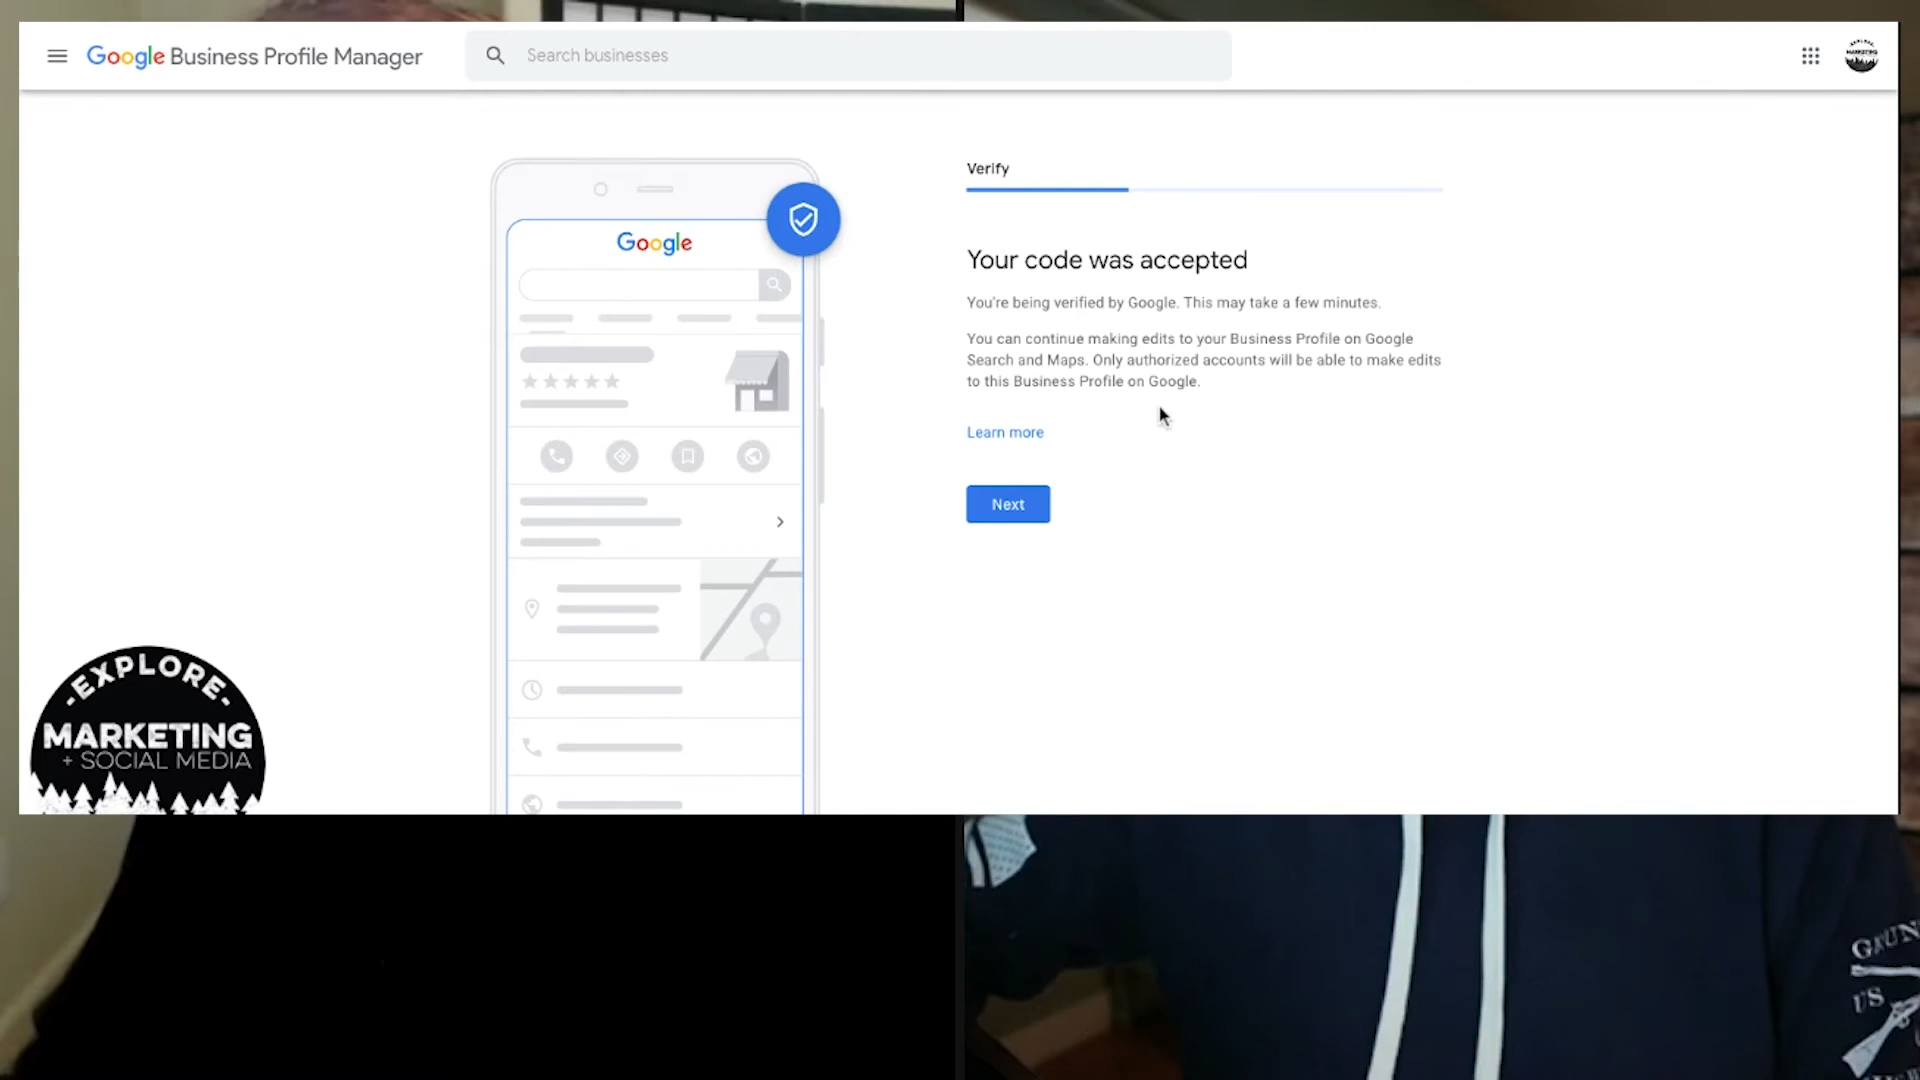 Google Business Profile Manager
Search businesses
Verify
Google
Your code was accepted
You're being verified by Google. This may take a few minutes.
You can continue making edits to your Business Profile on Google
Search and Maps. Only authorized accounts will be able to make edits
to this Business Profile on Google.
Learn more
Next
-EXPLORE-
MARKETING
+ SOCIAL MEDIA
US